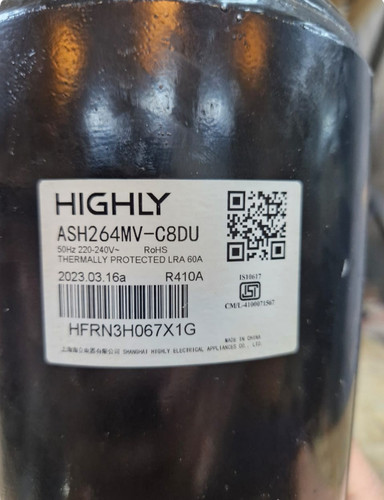 HIGHLY
ASH264MV-C8DU
50Hz 220-240V~ RoHS
THERMALLY PROTECTED LRA 60A
2023.03.16a R410A
IS10617
CM/L-4100071567
HFRN3H067X1G
MADE IN CHINA
上海海立电器有限公司 SHANGHAI HIGHLY ELECTRICAL APPLIANCES CO., LTD.